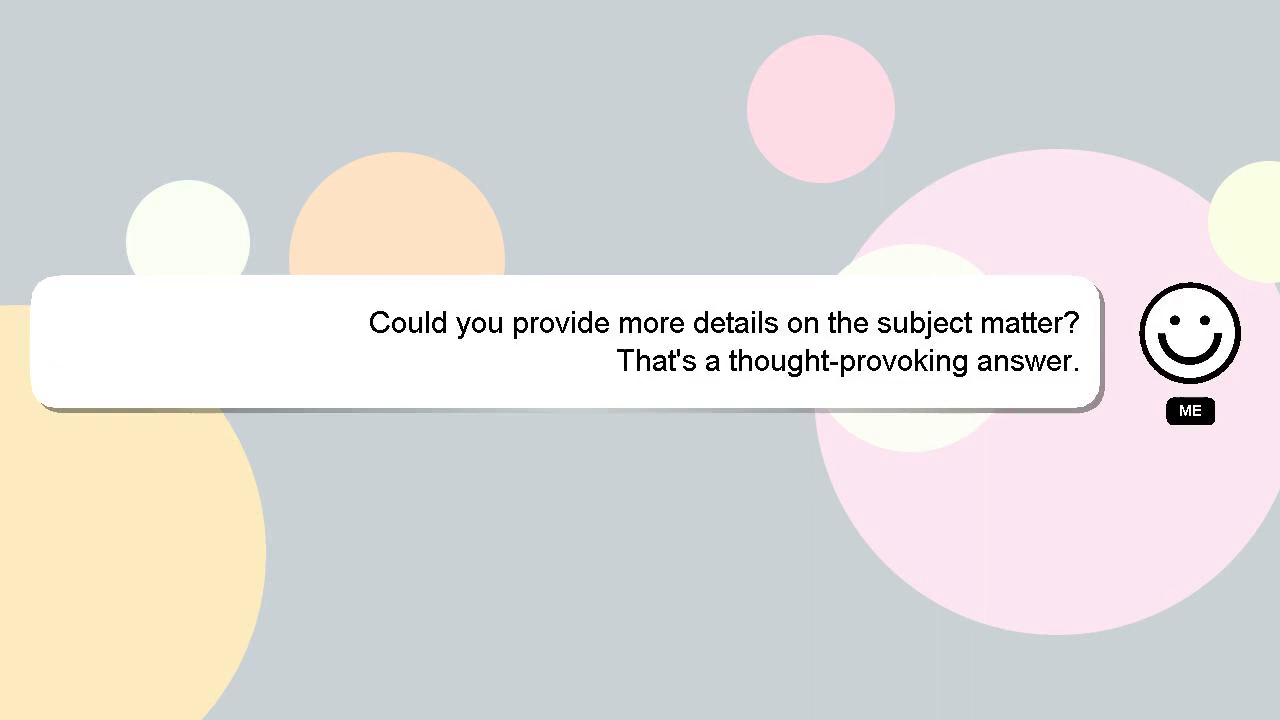 Could you provide more details on the subject matter?
That's a thought-provoking answer.
ME